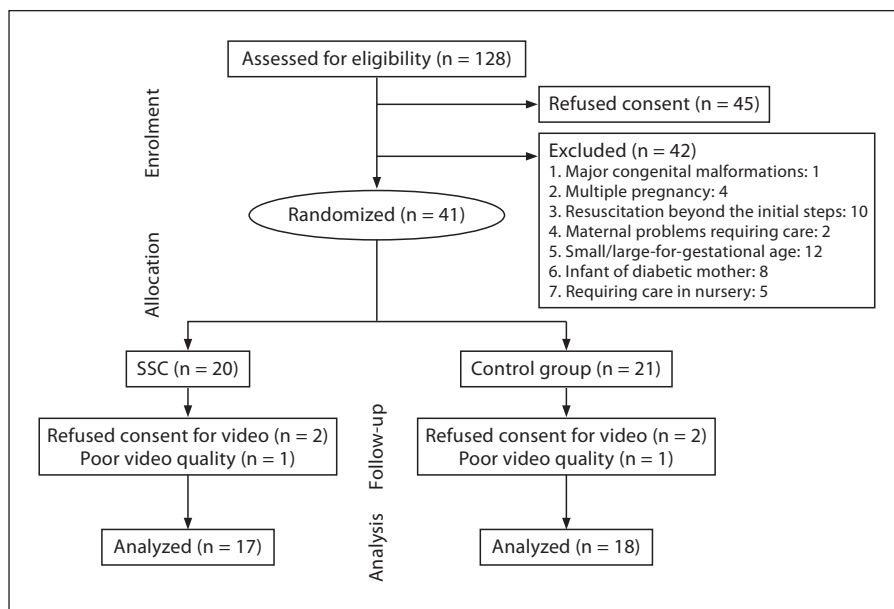 Assessed for eligibility (n = 128)
Enrolment
Refused consent (n = 45)
Excluded (n = 42)
1. Major congenital malformations: 1
2. Multiple pregnancy: 4
3. Resuscitation beyond the initial steps: 10
4. Maternal problems requiring care: 2
5. Small/large-for-gestational age: 12
6. Infant of diabetic mother: 8
7. Requiring care in nursery: 5
Randomized (n = 41)
Allocation
SSC (n = 20)
Control group (n = 21)
Refused consent for video (n = 2)
Poor video quality (n = 1)
Follow-up
Refused consent for video (n = 2)
Poor video quality (n = 1)
Analyzed (n = 17)
Analysis
Analyzed (n = 18)